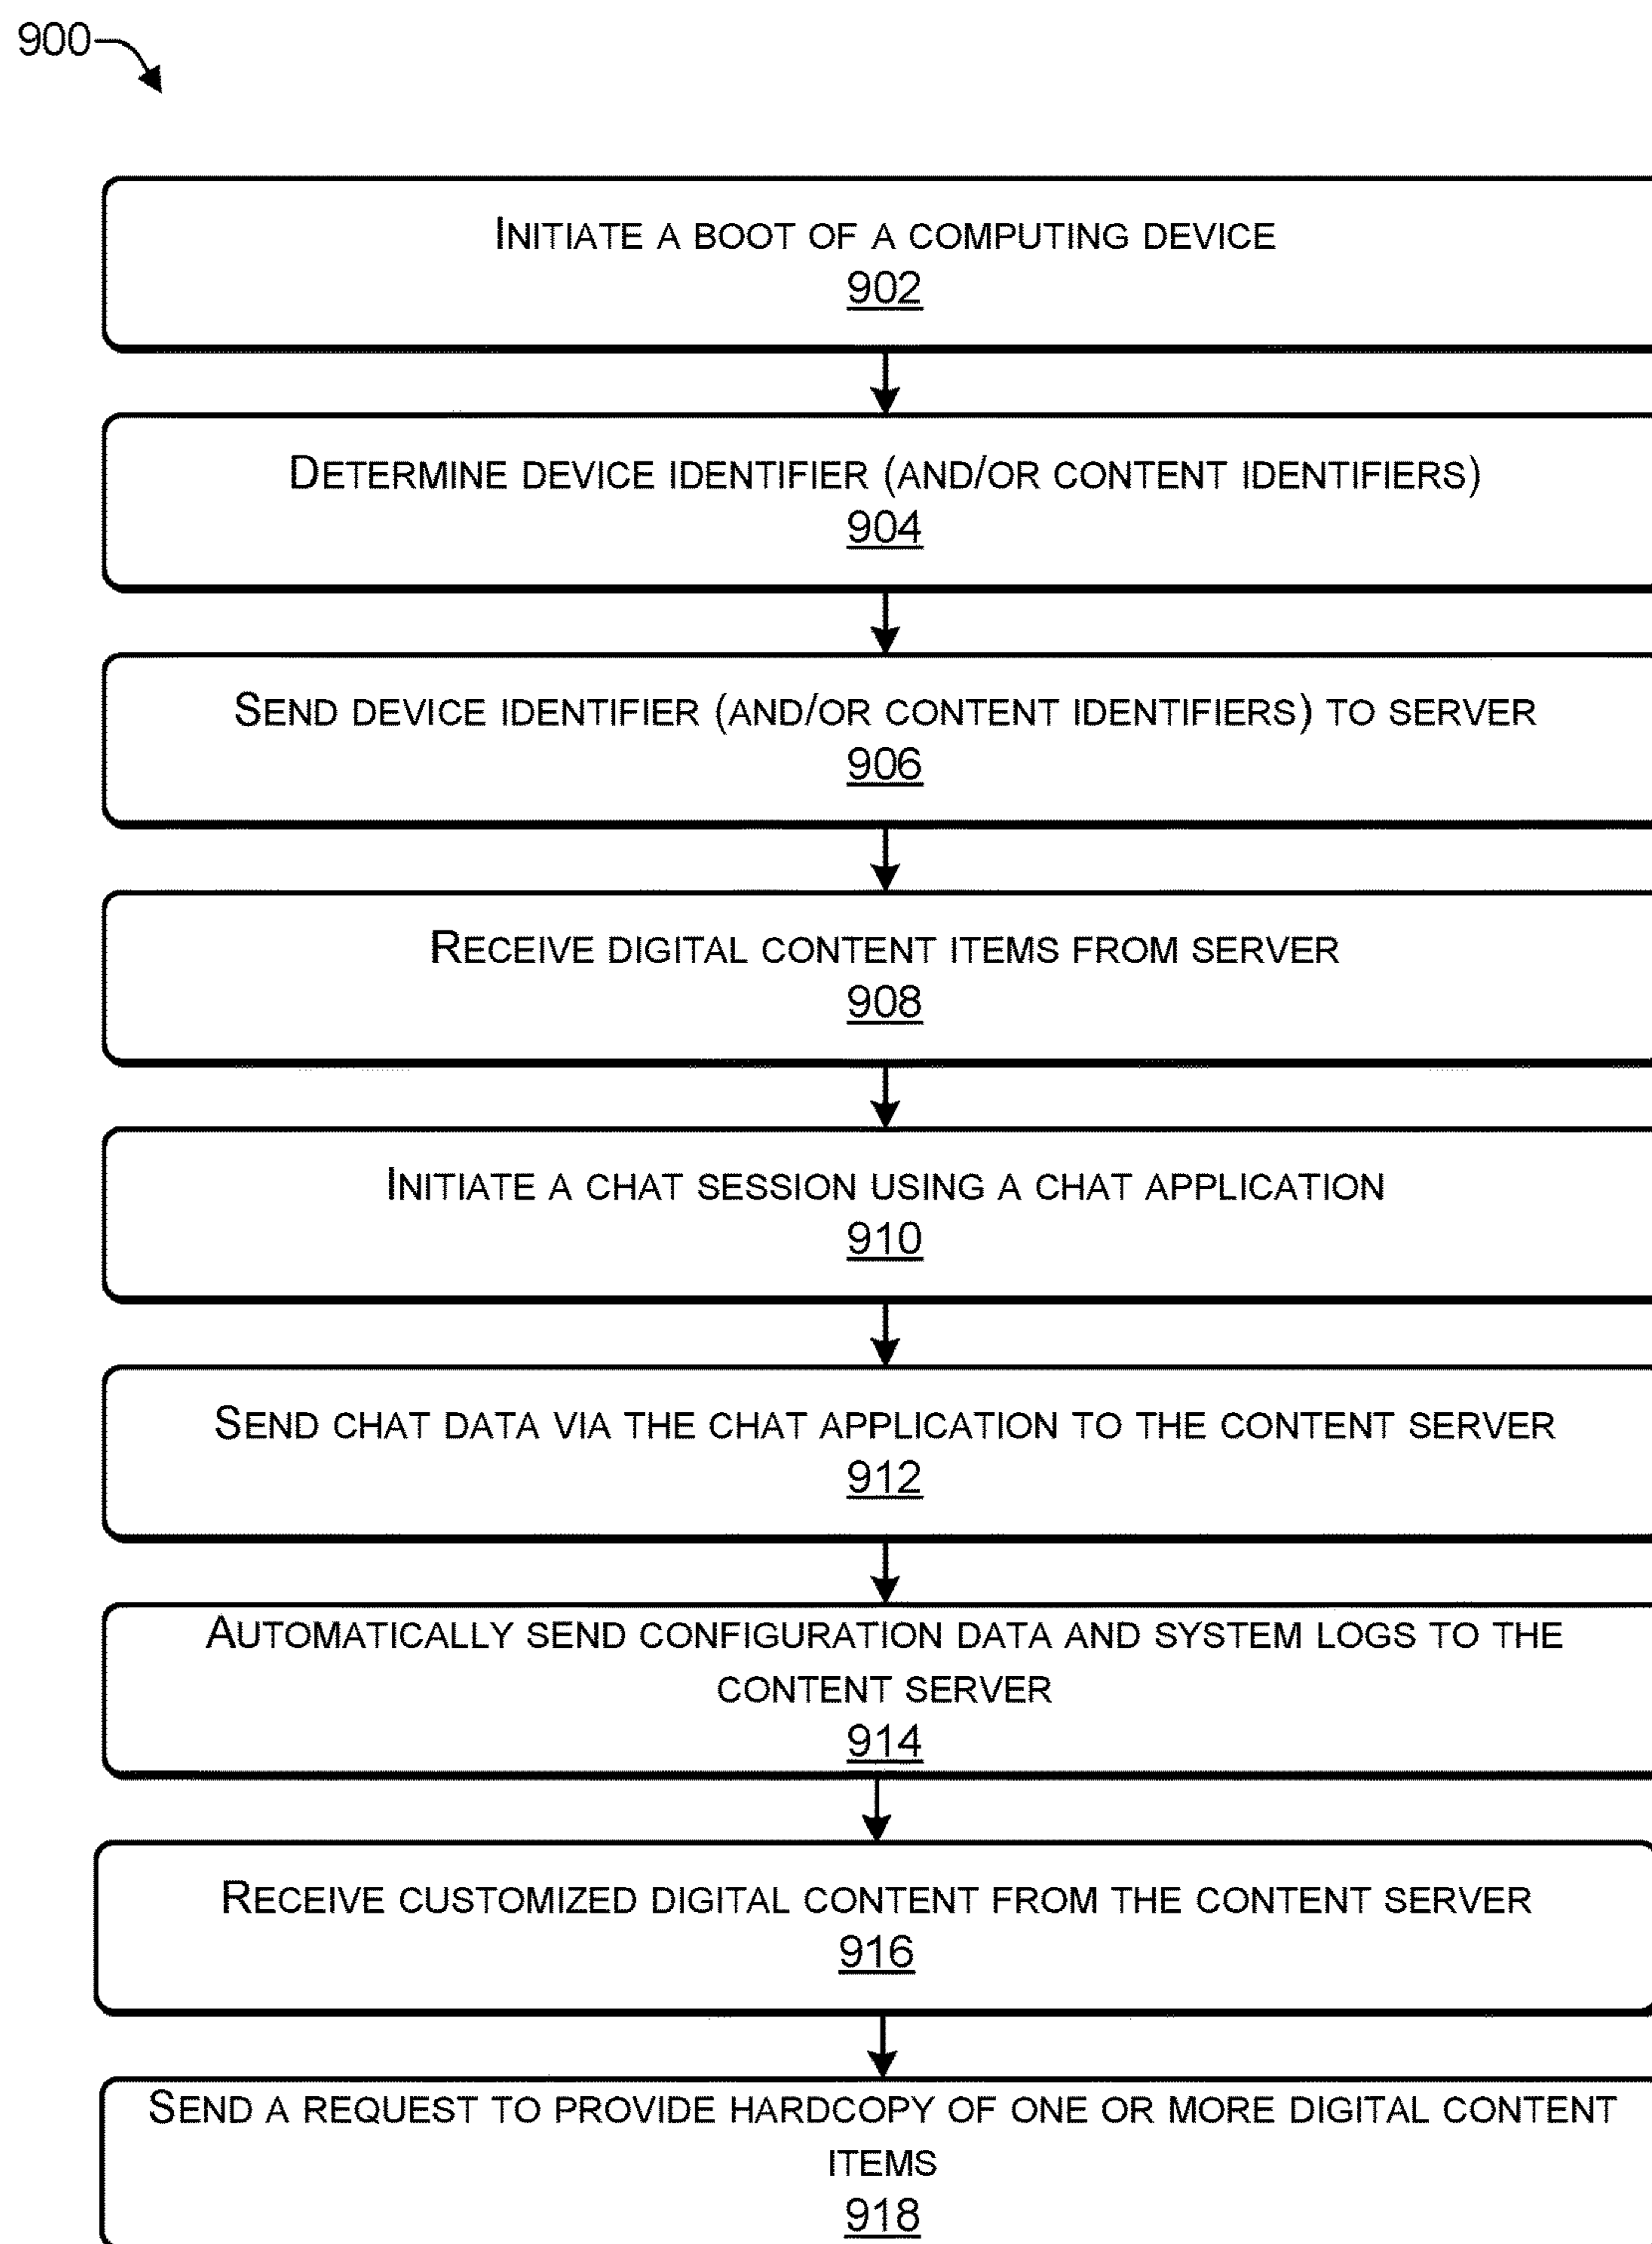 900
INITIATE A BOOT OF A COMPUTING DEVICE
902
DETERMINE DEVICE IDENTIFIER (AND/OR CONTENT IDENTIFIERS)
904
SEND DEVICE IDENTIFIER (AND/OR CONTENT IDENTIFIERS) TO SERVER
906
RECEIVE DIGITAL CONTENT ITEMS FROM SERVER
908
INITIATE A CHAT SESSION USING A CHAT APPLICATION
910
SEND CHAT DATA VIA THE CHAT APPLICATION TO THE CONTENT SERVER
912
AUTOMATICALLY SEND CONFIGURATION DATA AND SYSTEM LOGS TO THE
CONTENT SERVER
914
RECEIVE CUSTOMIZED DIGITAL CONTENT FROM THE CONTENT SERVER
916
SEND A REQUEST TO PROVIDE HARDCOPY OF ONE OR MORE DIGITAL CONTENT
ITEMS
918